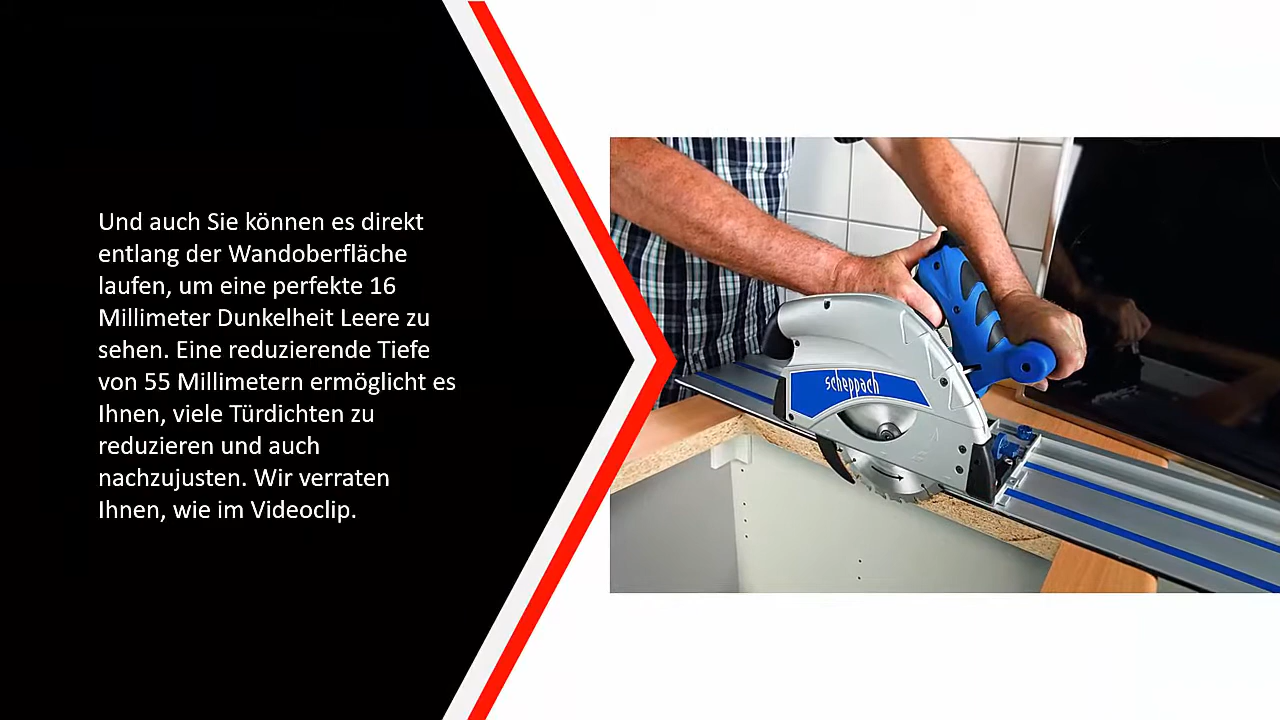 Und auch Sie können es direkt
entlang der Wandoberfläche
laufen, um eine perfekte 16
Millimeter Dunkelheit Leere zu
sehen. Eine reduzierende Tiefe
von 55 Millimetern ermöglicht es
Ihnen, viele Türdichten zu
reduzieren und auch
nachzujusten. Wir verraten
Ihnen, wie im Videoclip.
scheppach